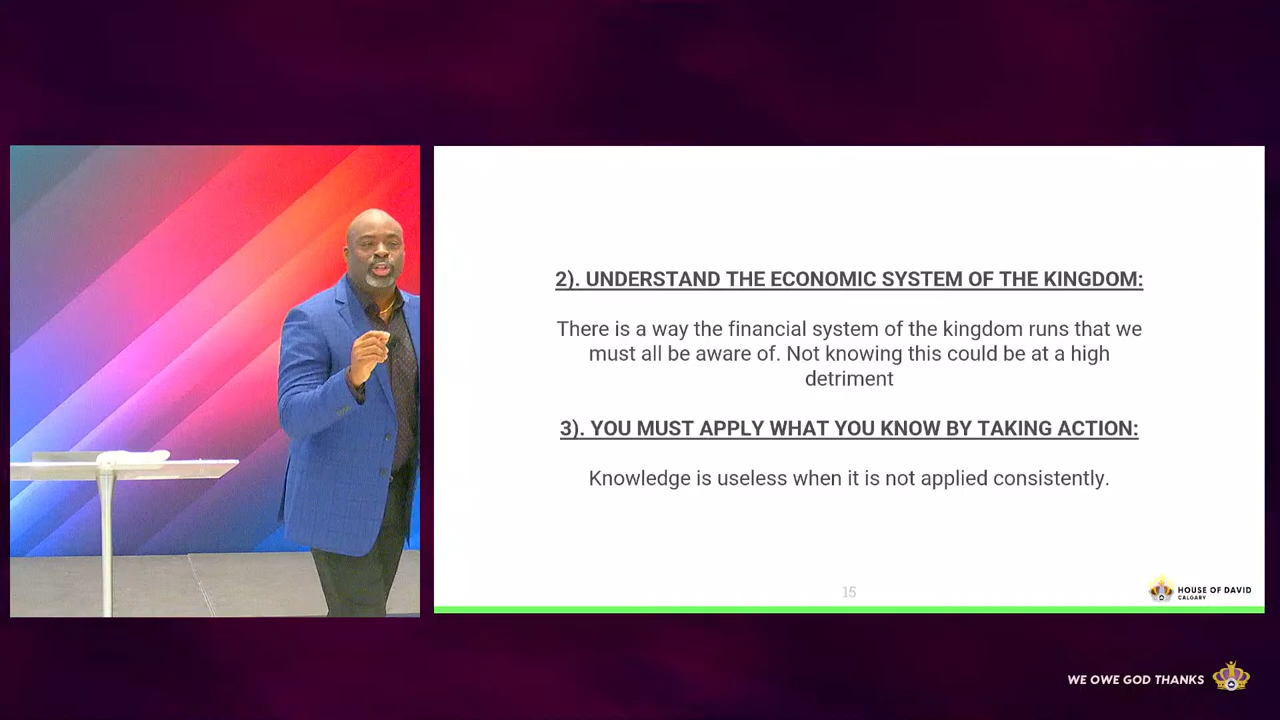 2). UNDERSTAND THE ECONOMIC SYSTEM OF THE KINGDOM:
There is a way the financial system of the kingdom runs that we
must all be aware of. Not knowing this could be at a high
detriment
3). YOU MUST APPLY WHAT YOU KNOW BY TAKING ACTION:
Knowledge is useless when it is not applied consistently.
15
HOUSE OF DAVID
CALGARY
WE OWE GOD THANKS